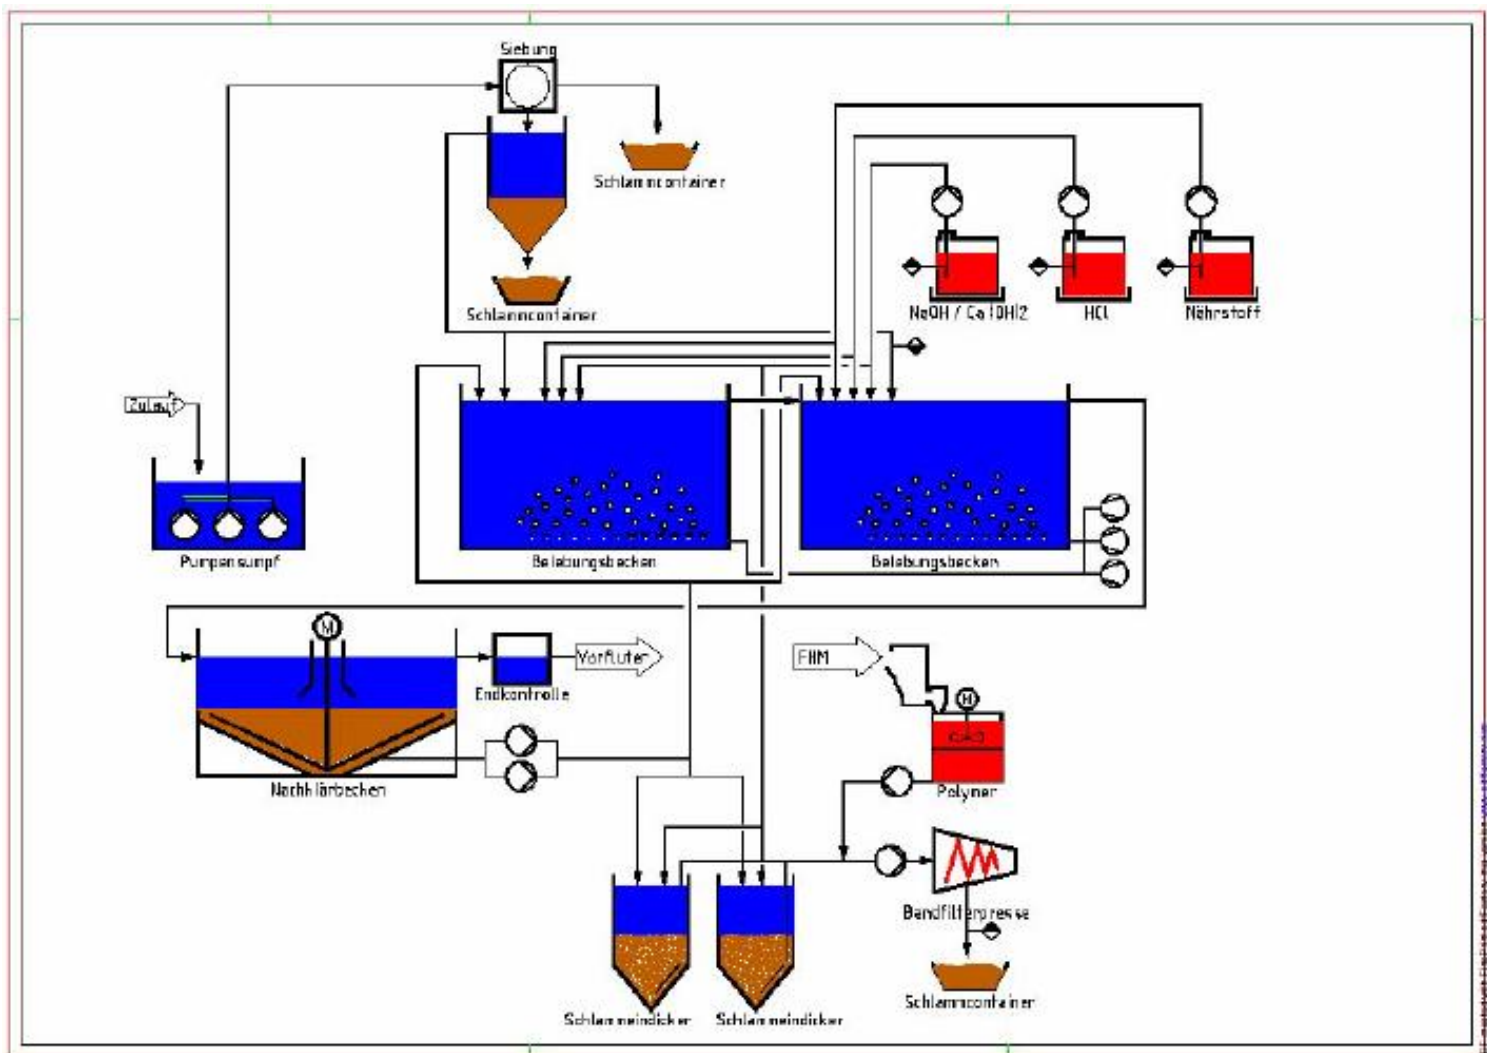 Siebung
Schlammcontainer
Schlammcontainer
NaOH / Ca(OH)2
HCl
Nährstoff
Zulauf
Pumpensumpf
Belebungsbecken
Belebungsbecken
M
Vorfluter
FHM
Endkontrolle
M
Nachklärbecken
Polymer
Bandfilterpresse
Schlammcontainer
Schlammeindicker
Schlammeindicker